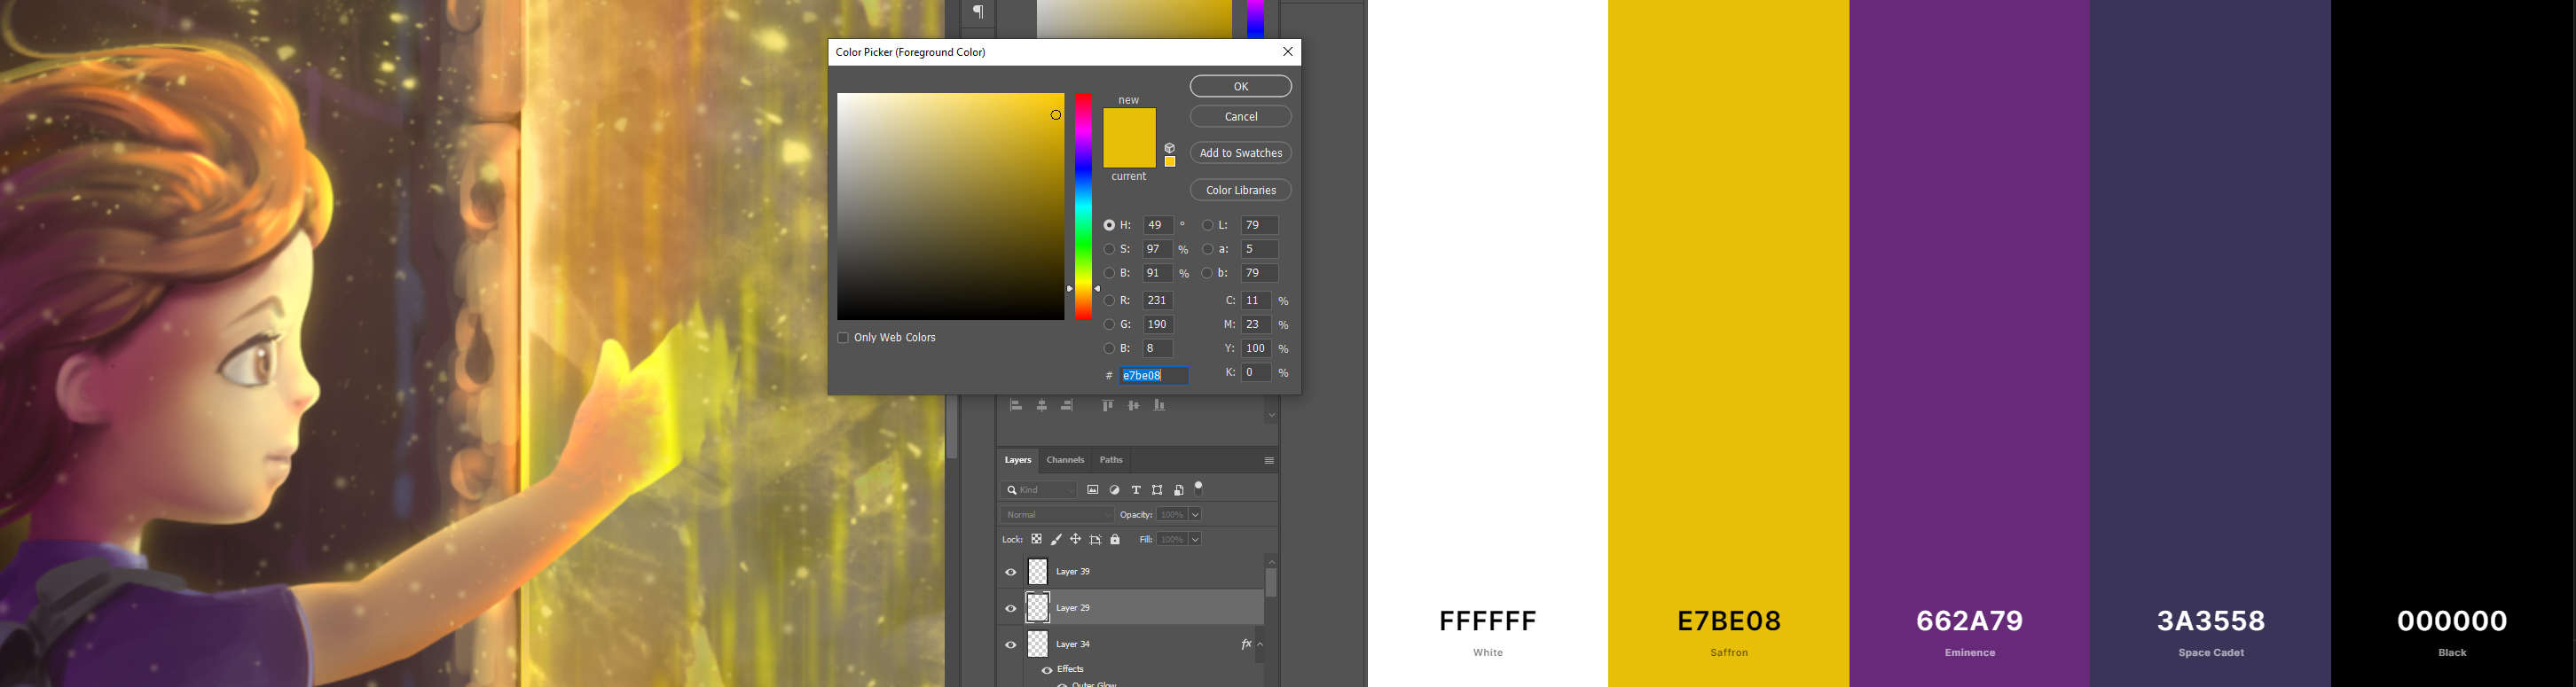 Color Picker (Foreground Color)
new
current
OK
Cancel
Add to Swatches
Color Libraries
H: 49 °
L: 79
S: 97 %
a: 5
B: 91 %
b: 79
R: 231
C: 11 %
G: 190
M: 23 %
B: 8
Y: 100 %
# e7be08
K: 0 %
Only Web Colors
Layers Channels Paths
Kind
Normal
Opacity: 100%
Lock:
Fill: 100%
Layer 39
Layer 29
Layer 34
fx
Effects
Outer Glow
FFFFFF
White
E7BE08
Saffron
662A79
Eminence
3A3558
Space Cadet
000000
Black